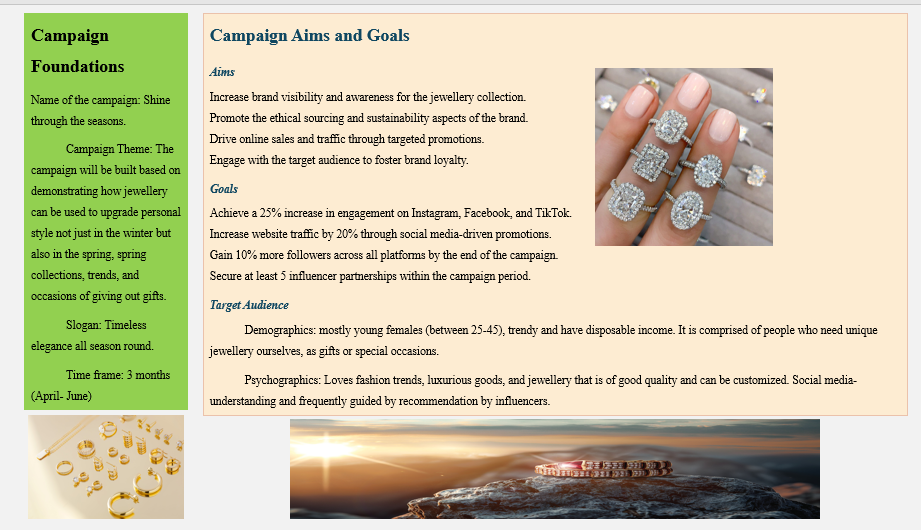 Campaign
Foundations
Name of the campaign: Shine
through the seasons.
Campaign Theme: The
campaign will be built based on
demonstrating how jewellery
can be used to upgrade personal
style not just in the winter but
also in the spring, spring
collections, trends, and
occasions of giving out gifts.
Slogan: Timeless
elegance all season round.
Time frame: 3 months
(April- June)
Campaign Aims and Goals
Aims
Increase brand visibility and awareness for the jewellery collection.
Promote the ethical sourcing and sustainability aspects of the brand.
Drive online sales and traffic through targeted promotions.
Engage with the target audience to foster brand loyalty.
Goals
Achieve a 25% increase in engagement on Instagram, Facebook, and TikTok.
Increase website traffic by 20% through social media-driven promotions.
Gain 10% more followers across all platforms by the end of the campaign.
Secure at least 5 influencer partnerships within the campaign period.
Target Audience
Demographics: mostly young females (between 25-45), trendy and have disposable income. It is comprised of people who need unique
jewellery ourselves, as gifts or special occasions.
Psychographics: Loves fashion trends, luxurious goods, and jewellery that is of good quality and can be customized. Social media-
understanding and frequently guided by recommendation by influencers.